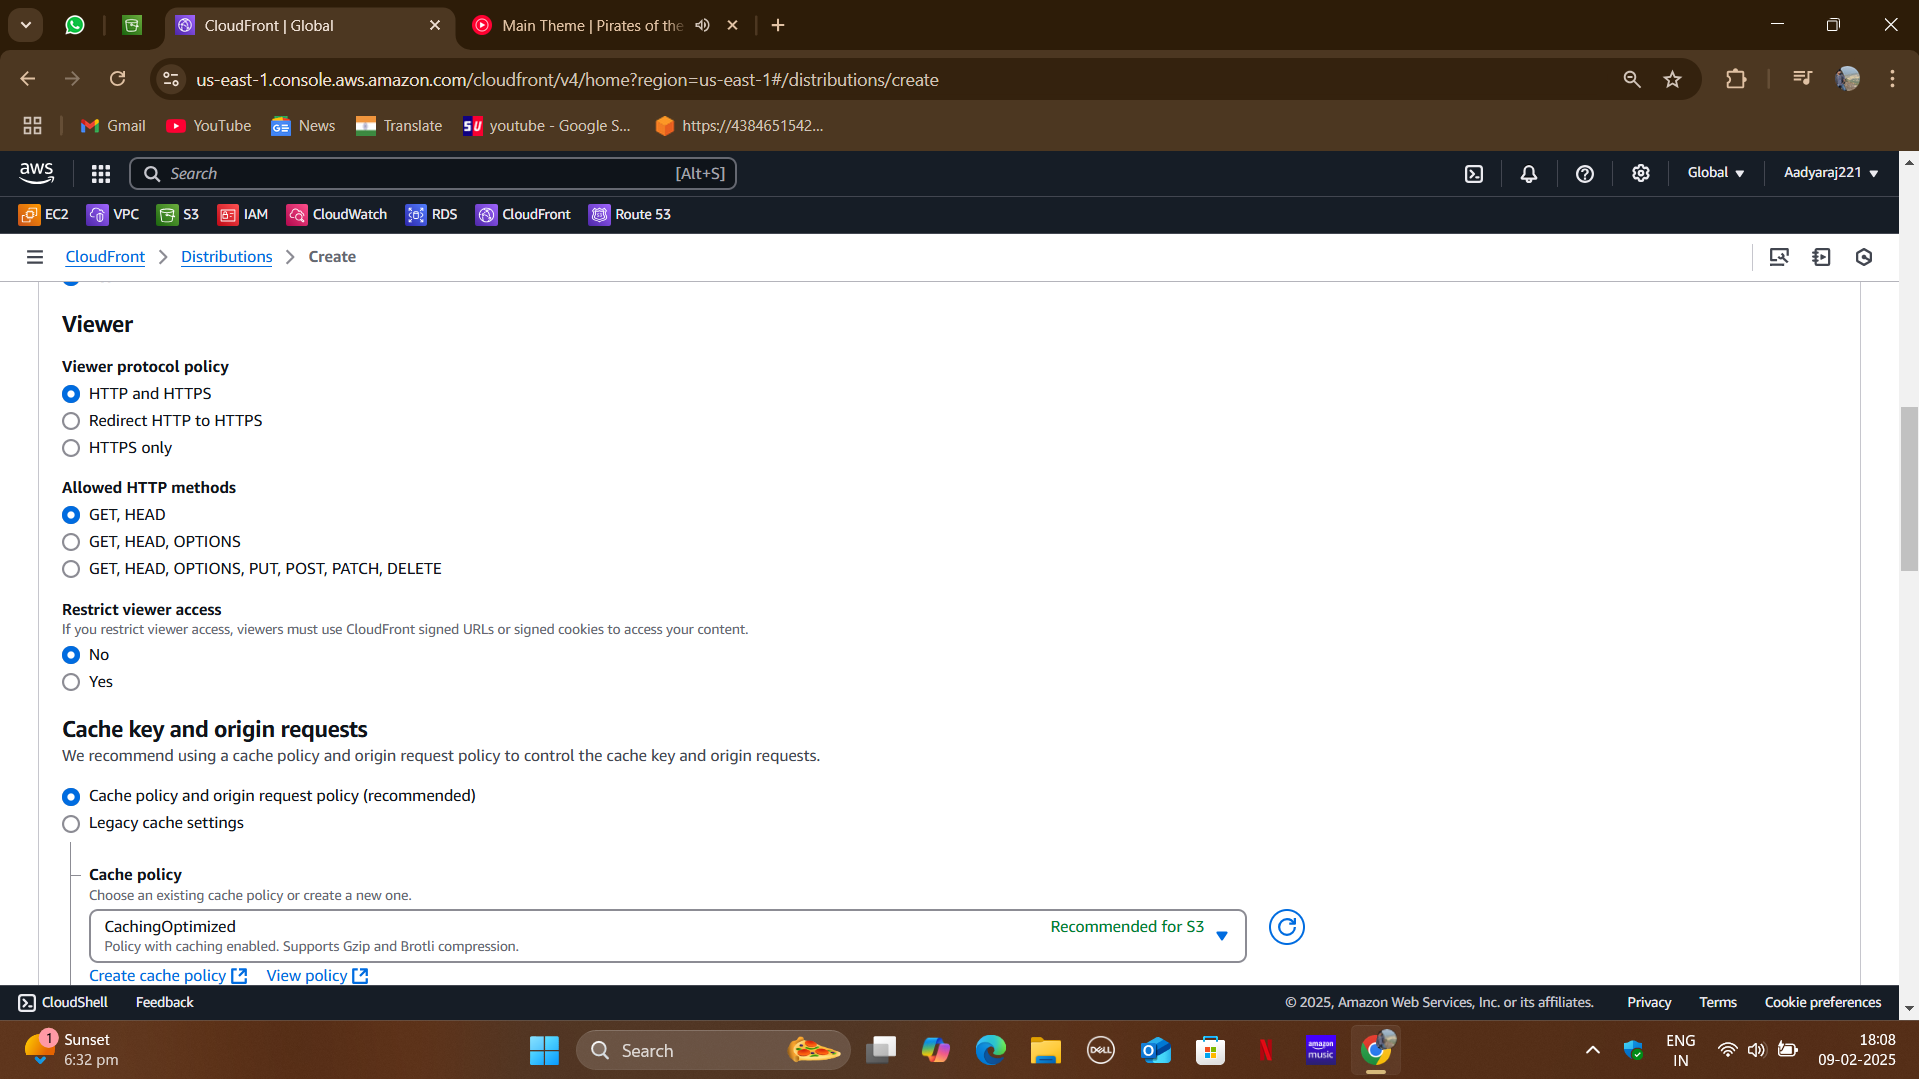 CloudFront | Global
Main Theme | Pirates of the
us-east-1.console.aws.amazon.com/cloudfront/v4/home?region=us-east-1#/distributions/create
Gmail
YouTube
News
Translate
SU
youtube - Google S...
https://4384651542...
aws
Search
[Alt+S]
Global
Aadyaraj221
EC2
VPC
S3
IAM
CloudWatch
RDS
CloudFront
Route 53
CloudFront
Distributions
Create
Viewer
Viewer protocol policy
HTTP and HTTPS
Redirect HTTP to HTTPS
HTTPS only
Allowed HTTP methods
GET, HEAD
GET, HEAD, OPTIONS
GET, HEAD, OPTIONS, PUT, POST, PATCH, DELETE
Restrict viewer access
If you restrict viewer access, viewers must use CloudFront signed URLs or signed cookies to access your content.
No
Yes
Cache key and origin requests
We recommend using a cache policy and origin request policy to control the cache key and origin requests.
Cache policy and origin request policy (recommended)
Legacy cache settings
Cache policy
Choose an existing cache policy or create a new one.
CachingOptimized
Recommended for S3
Policy with caching enabled. Supports Gzip and Brotli compression.
Create cache policy
View policy
CloudShell
Feedback
© 2025, Amazon Web Services, Inc. or its affiliates.
Privacy
Terms
Cookie preferences
1
Sunset
6:32 pm
Search
DELL
amazon
music
ENG
IN
18:08
09-02-2025